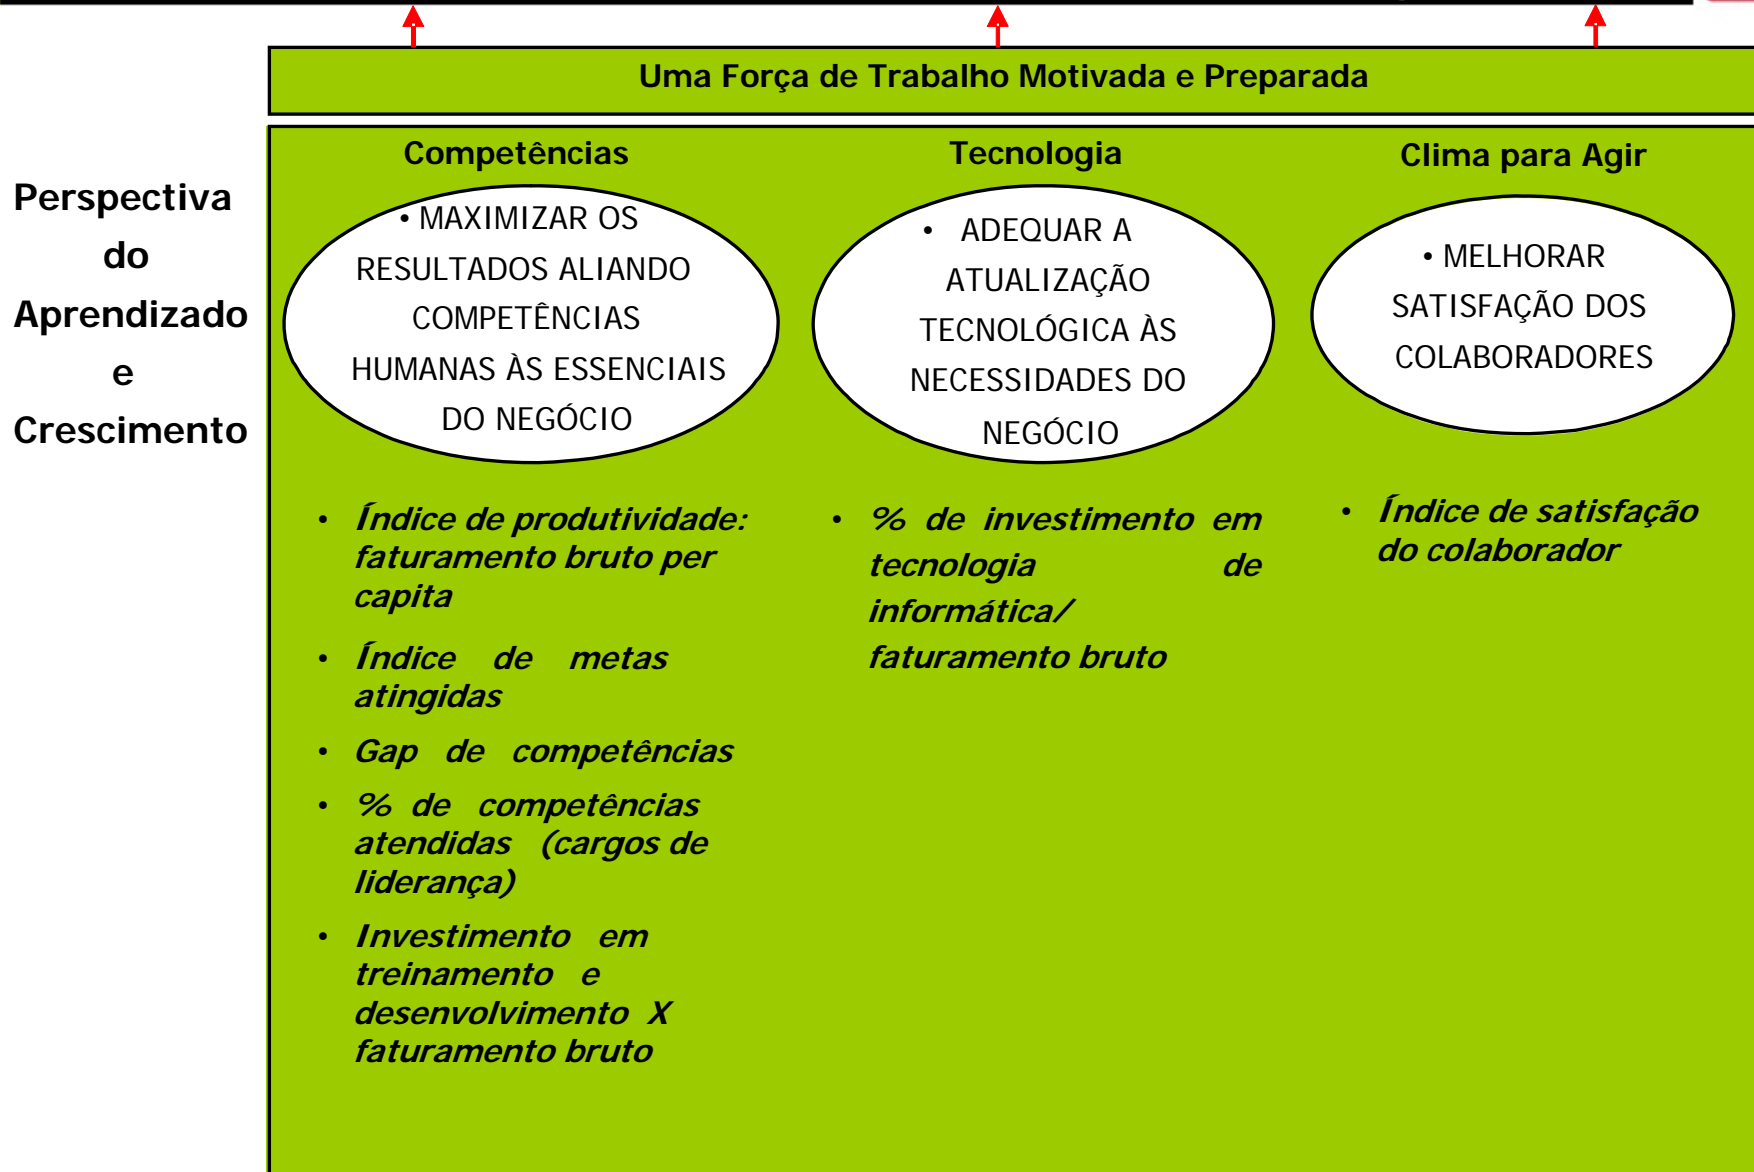 Uma Força de Trabalho Motivada e Preparada
Perspectiva
do
Aprendizado
e
Crescimento
Competências
• MAXIMIZAR OS
RESULTADOS ALIANDO
COMPETÊNCIAS
HUMANAS ÀS ESSENCIAIS
DO NEGÓCIO
• Índice de produtividade:
faturamento bruto per
capita
• Índice de metas
atingidas
• Gap de competências
• % de competências
atendidas (cargos de
liderança)
• Investimento em
treinamento e
desenvolvimento X
faturamento bruto
Tecnologia
• ADEQUAR A
ATUALIZAÇÃO
TECNOLÓGICA ÀS
NECESSIDADES DO
NEGÓCIO
• % de investimento em
tecnologia de
informática/
faturamento bruto
Clima para Agir
• MELHORAR
SATISFAÇÃO DOS
COLABORADORES
• Índice de satisfação
do colaborador